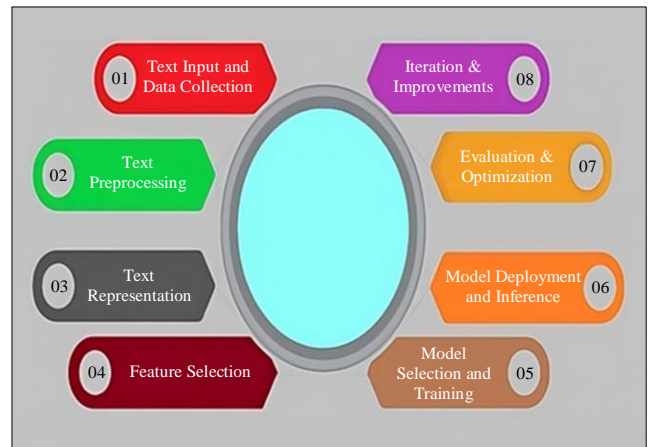 01
Text Input and
Data Collection
02
Text
Preprocessing
03
Text
Representation
04
Feature Selection
Iteration &
Improvements
08
Evaluation &
Optimization
07
Model Deployment
and Inference
06
Model
Selection and
Training
05